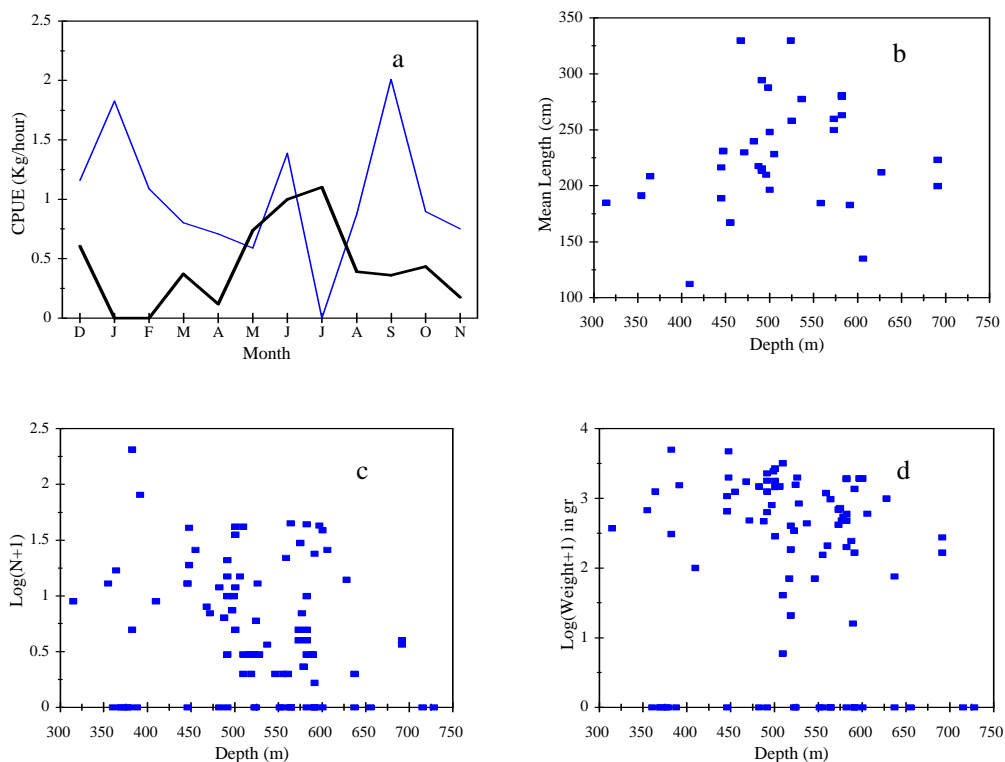 a
CPUE (Kg/hour)
2.5
2
1.5
1
0.5
0
D J F M A M J J A S O N
Month
b
Mean Length (cm)
350
300
250
200
150
100
300 350 400 450 500 550 600 650 700 750
Depth (m)
c
Log(N+1)
2.5
2
1.5
1
0.5
0
300 350 400 450 500 550 600 650 700 750
Depth (m)
d
Log(Weight+1) in gr
4
3
2
1
0
300 350 400 450 500 550 600 650 700 750
Depth (m)